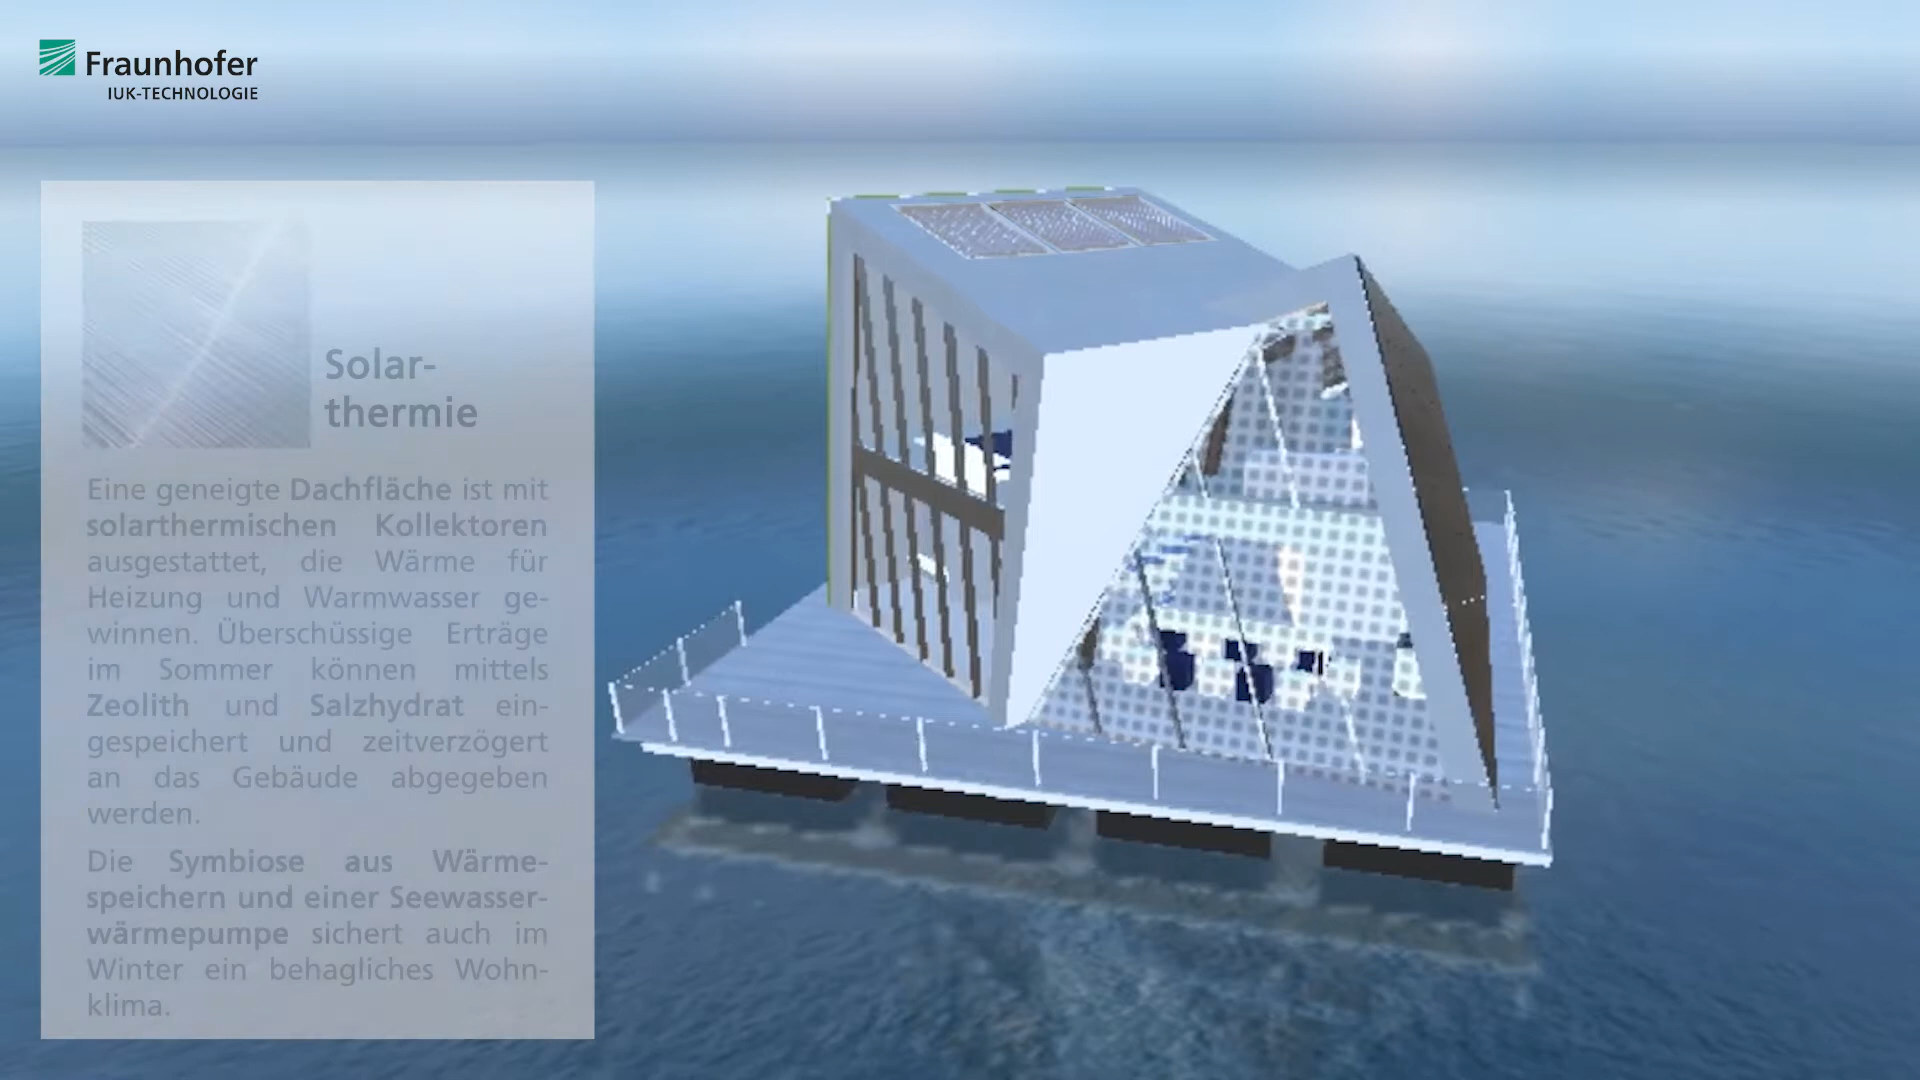 Fraunhofer
IUK-TECHNOLOGIE
Solar-
thermie
Eine geneigte Dachfläche ist mit
solarthermischen Kollektoren
ausgestattet, die Wärme für
Heizung und Warmwasser ge-
winnen. Überschüssige Erträge
im Sommer können mittels
Zeolith und Salzhydrat ein-
gespeichert und zeitverzögert
an das Gebäude abgegeben
werden.
Die Symbiose aus Wärme-
speichern und einer Seewasser-
wärmepumpe sichert auch im
Winter ein behagliches Wohn-
klima.